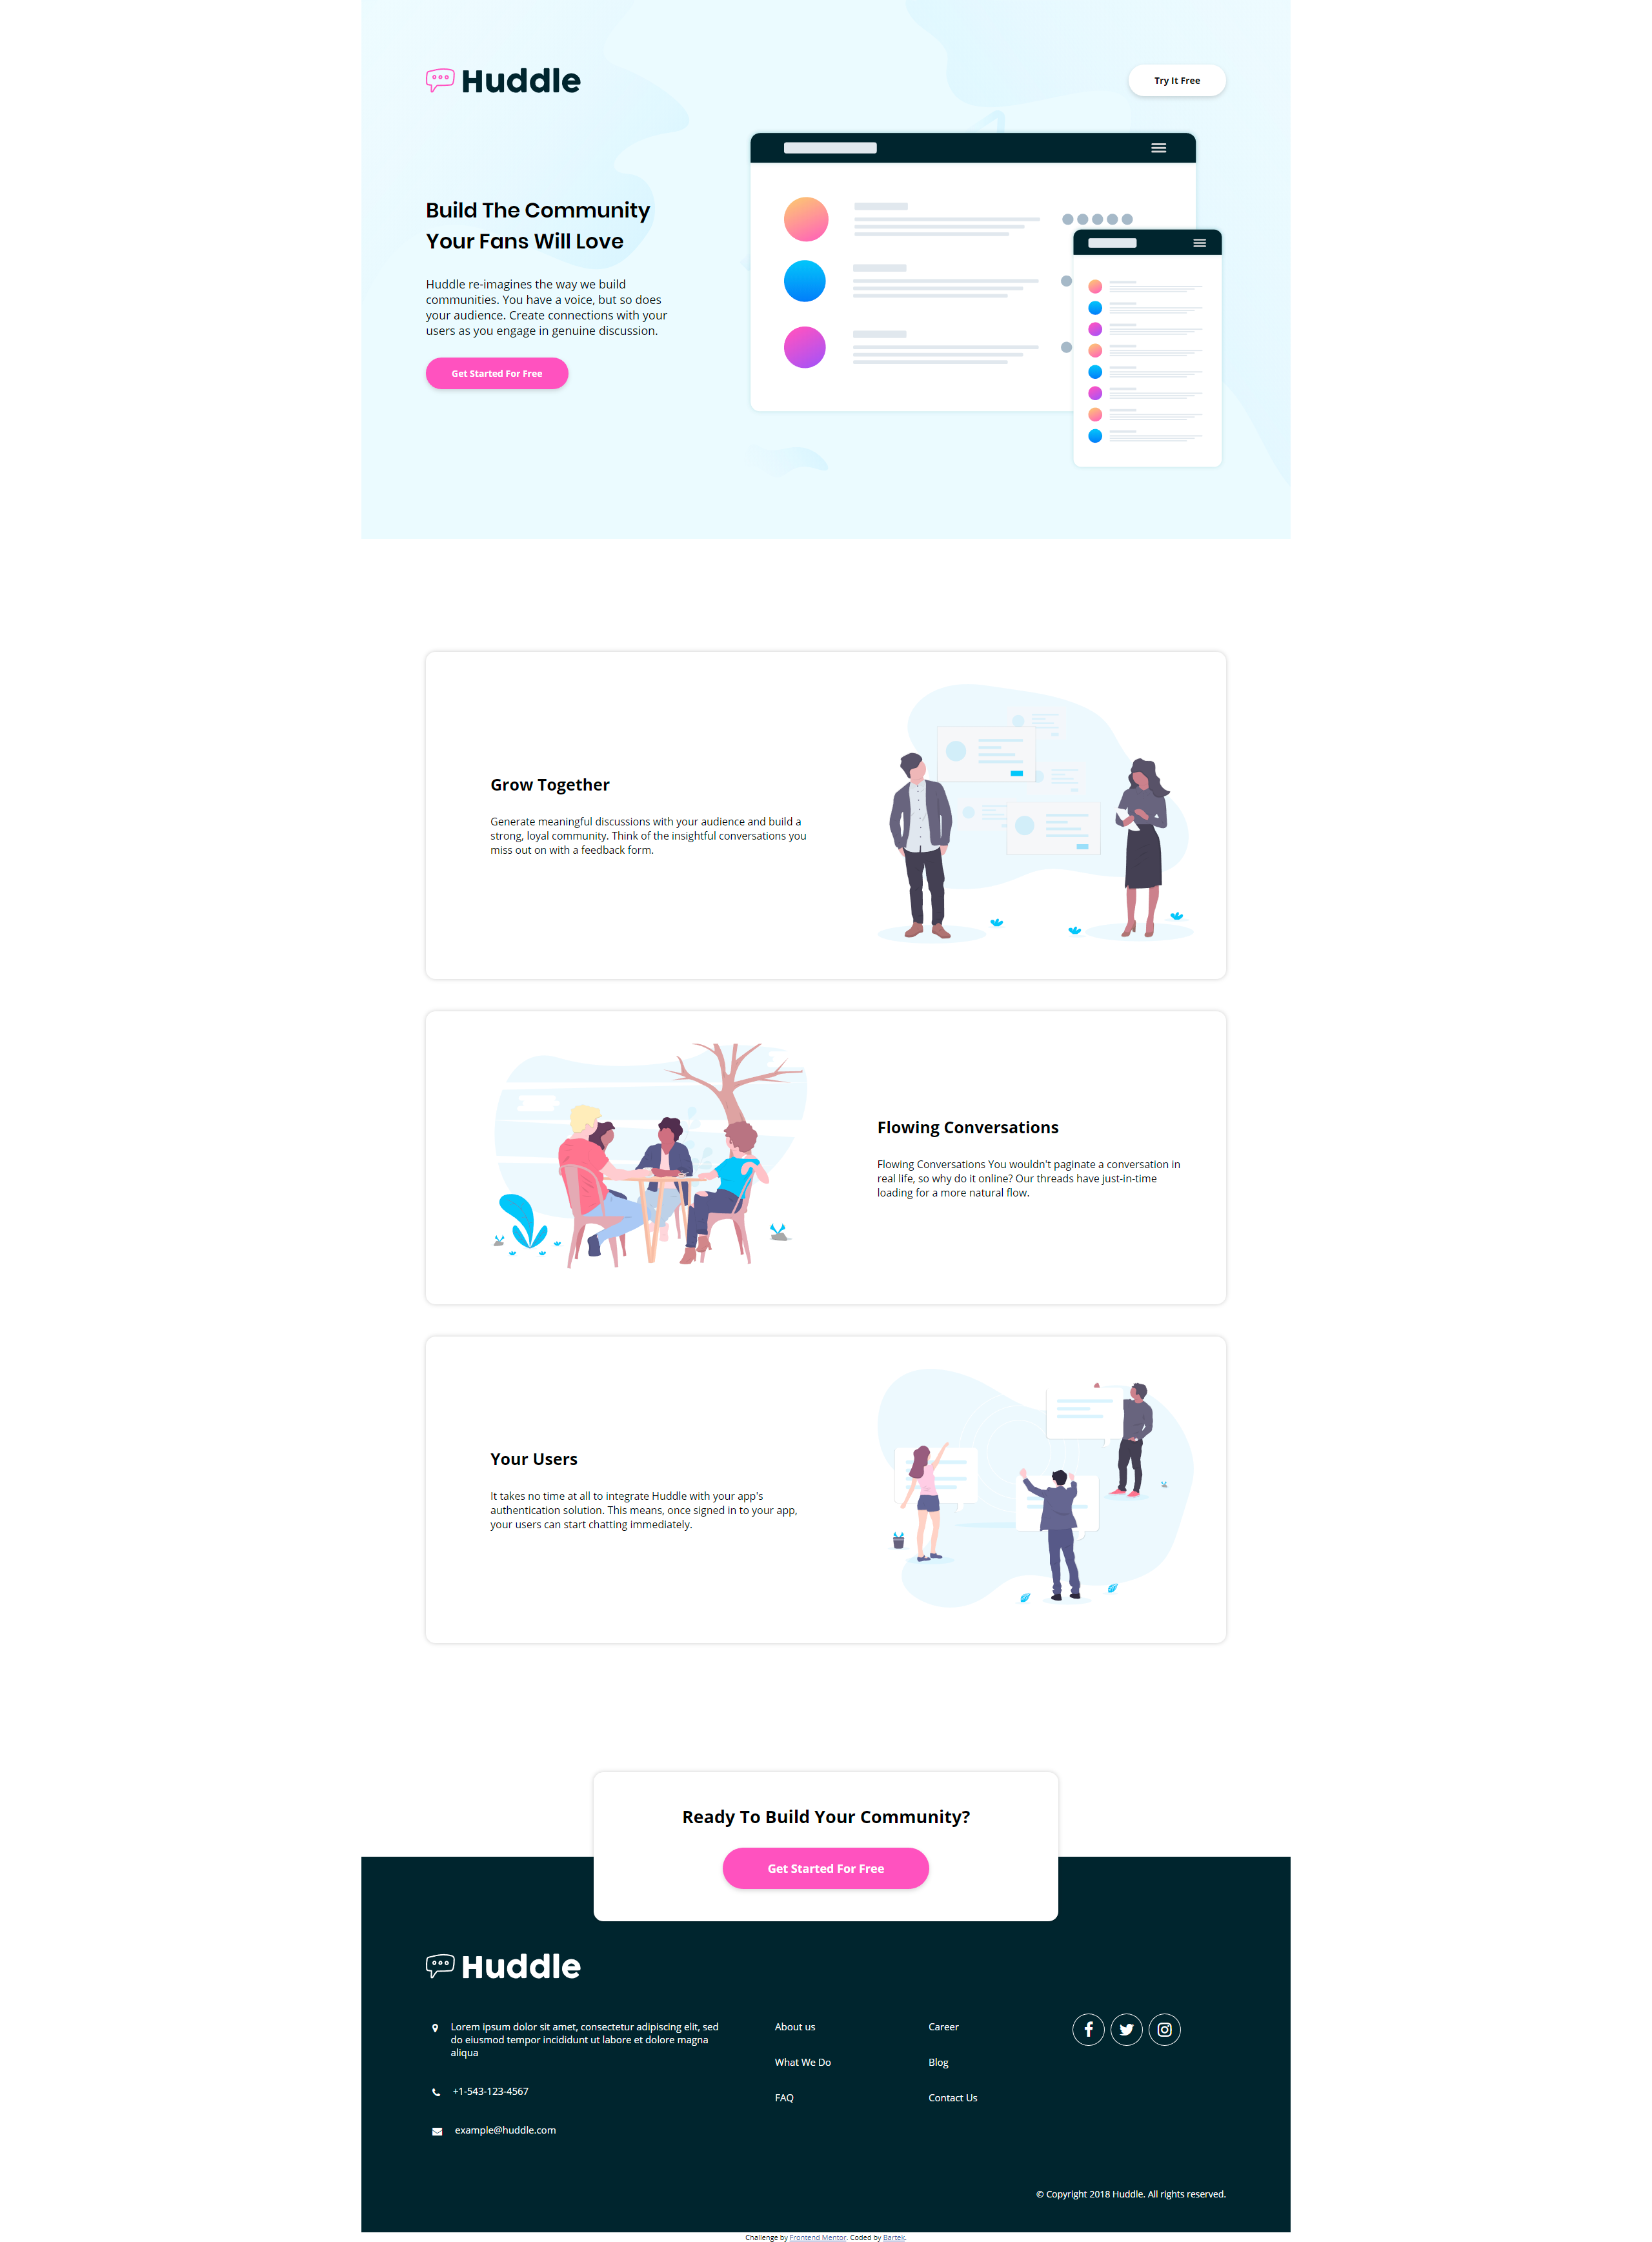 Huddle
Try It Free
Build The Community
Your Fans Will Love
Huddle re-imagines the way we build
communities. You have a voice, but so does
your audience. Create connections with your
users as you engage in genuine discussion.
Get Started For Free
Grow Together
Generate meaningful discussions with your audience and build a
strong, loyal community. Think of the insightful conversations you
miss out on with a feedback form.
Flowing Conversations
Flowing Conversations You wouldn't paginate a conversation in
real life, so why do it online? Our threads have just-in-time
loading for a more natural flow.
Your Users
It takes no time at all to integrate Huddle with your app's
authentication solution. This means, once signed in to your app,
your users can start chatting immediately.
Ready To Build Your Community?
Get Started For Free
Huddle
Lorem ipsum dolor sit amet, consectetur adipiscing elit, sed
do eiusmod tempor incididunt ut labore et dolore magna
aliqua
+1-543-123-4567
example@huddle.com
About us
What We Do
FAQ
Career
Blog
Contact Us
© Copyright 2018 Huddle. All rights reserved.
Challenge by Frontend Mentor. Coded by Bartek.